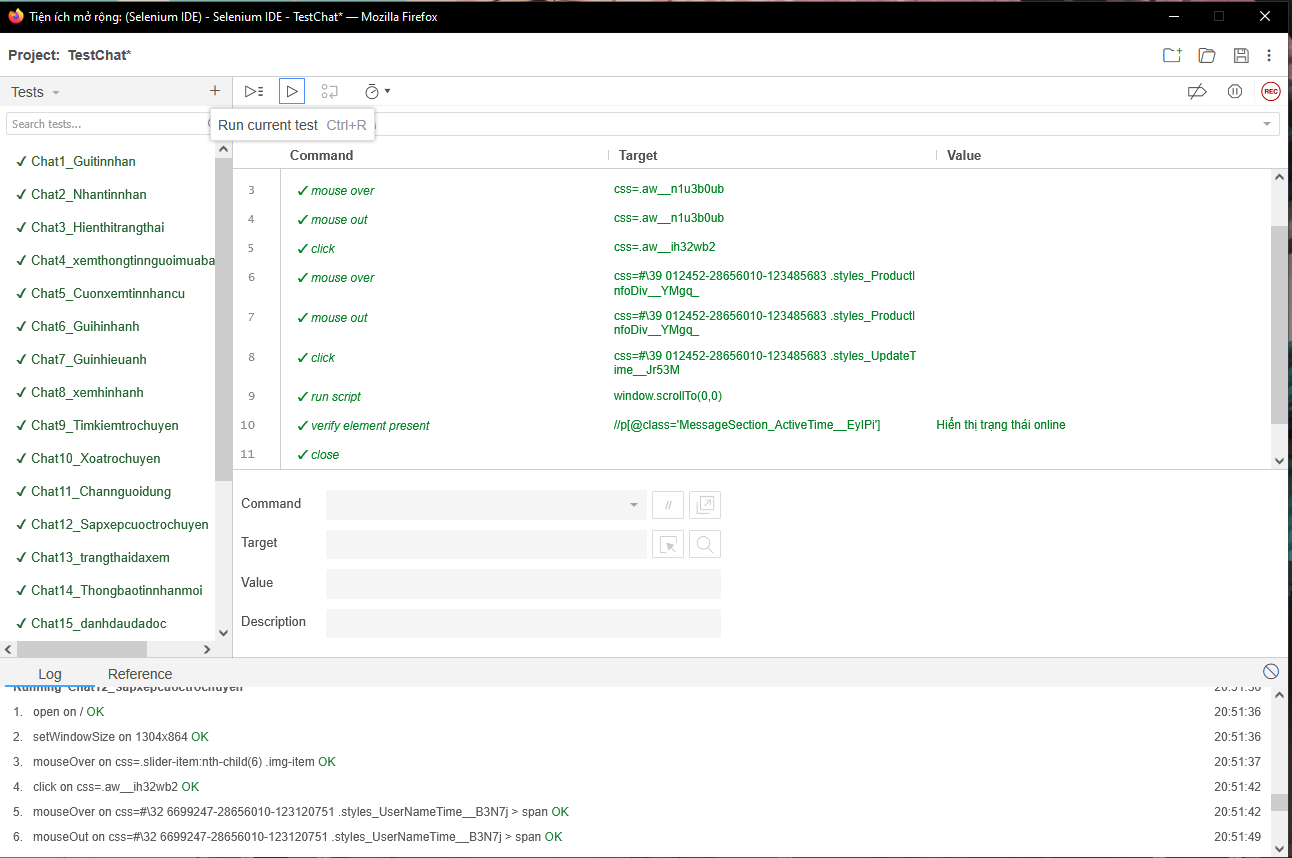 Tiện ích mở rộng: (Selenium IDE) - Selenium IDE - TestChat* — Mozilla Firefox
Project: TestChat*
Tests
Search tests...
Run current test Ctrl+R
REC
Chat1_Guitinnhan
Chat2_Nhantinnhan
Chat3_Hienthitrangthai
Chat4_xemthongtinnguoimuaba
Chat5_Cuonxemtinnhancu
Chat6_Guihinhanh
Chat7_Guinhieuanh
Chat8_xemhinhanh
Chat9_Timkiemtrochuyen
Chat10_Xoatrochuyen
Chat11_Channguoidung
Chat12_Sapxepcuoctrochuyen
Chat13_trangthaidaxem
Chat14_Thongbaotinnhanmoi
Chat15_danhdaudadoc
Command Target Value
3 mouse over css=.aw__n1u3b0ub
4 mouse out css=.aw__n1u3b0ub
5 click css=.aw__ih32wb2
6 mouse over css=#\39 012452-28656010-123485683 .styles_ProductI
nfoDiv__YMgq_
7 mouse out css=#\39 012452-28656010-123485683 .styles_ProductI
nfoDiv__YMgq_
8 click css=#\39 012452-28656010-123485683 .styles_UpdateT
ime__Jr53M
9 run script window.scrollTo(0,0)
10 verify element present //p[@class='MessageSection_ActiveTime__EyIPi'] Hiển thị trạng thái online
11 close
Command //
Target
Value
Description
Log Reference
Running 'Chat12_Sapxepcuoctrochuyen' 20:51:36
1. open on / OK 20:51:36
2. setWindowSize on 1304x864 OK 20:51:36
3. mouseOver on css=.slider-item:nth-child(6) .img-item OK 20:51:37
4. click on css=.aw__ih32wb2 OK 20:51:42
5. mouseOver on css=#\32 6699247-28656010-123120751 .styles_UserNameTime__B3N7j > span OK 20:51:42
6. mouseOut on css=#\32 6699247-28656010-123120751 .styles_UserNameTime__B3N7j > span OK 20:51:49